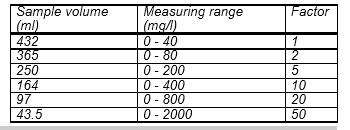 Sample volume Measuring range Factor
(ml) (mg/l)
432 0 - 40 1
365 0 - 80 2
250 0 - 200 5
164 0 - 400 10
97 0 - 800 20
43.5 0 - 2000 50